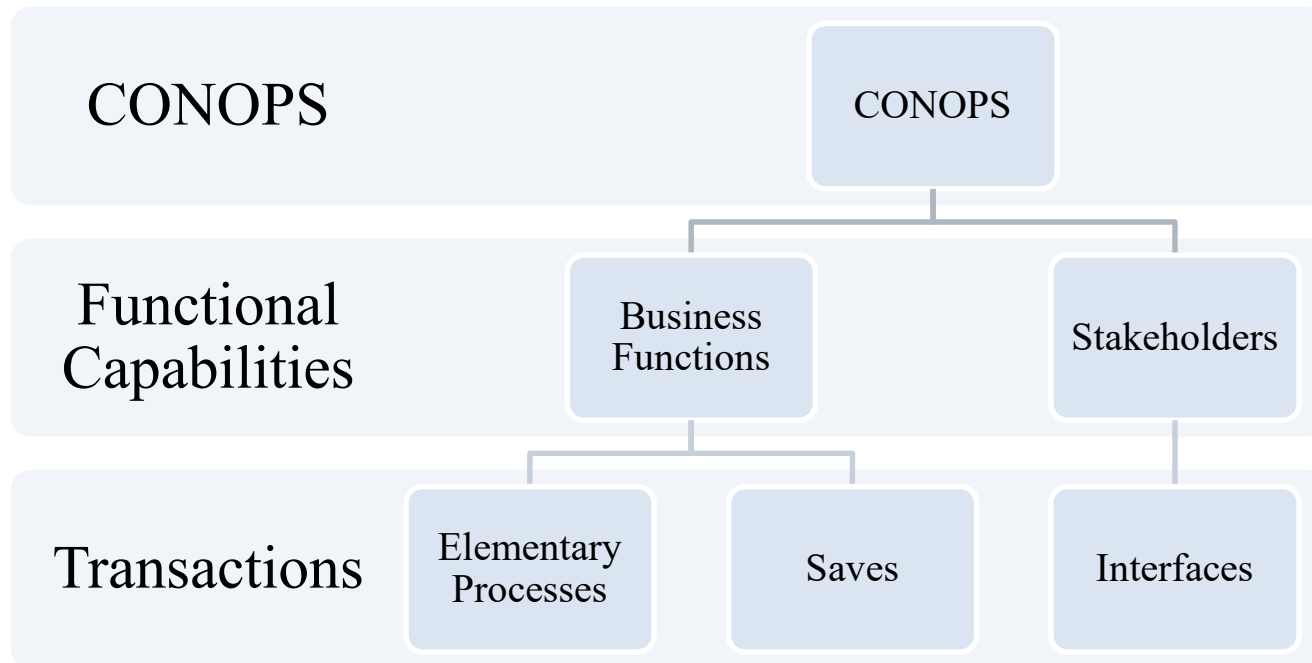 CONOPS
CONOPS
Functional
Capabilities
Business
Functions
Stakeholders
Transactions
Elementary
Processes
Saves
Interfaces